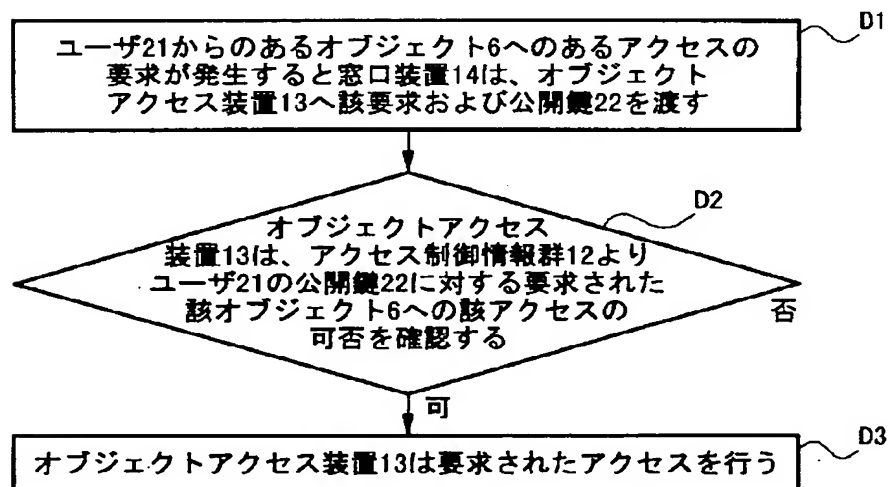 D1
ユーザ21からのあるオブジェクト6へのあるアクセスの
要求が発生すると窓口装置14は、オブジェクト
アクセス装置13へ該要求および公開鍵22を渡す
D2
オブジェクトアクセス
装置13は、アクセス制御情報群12より
ユーザ21の公開鍵22に対する要求された
該オブジェクト6への該アクセスの
可否を確認する
否
可
D3
オブジェクトアクセス装置13は要求されたアクセスを行う